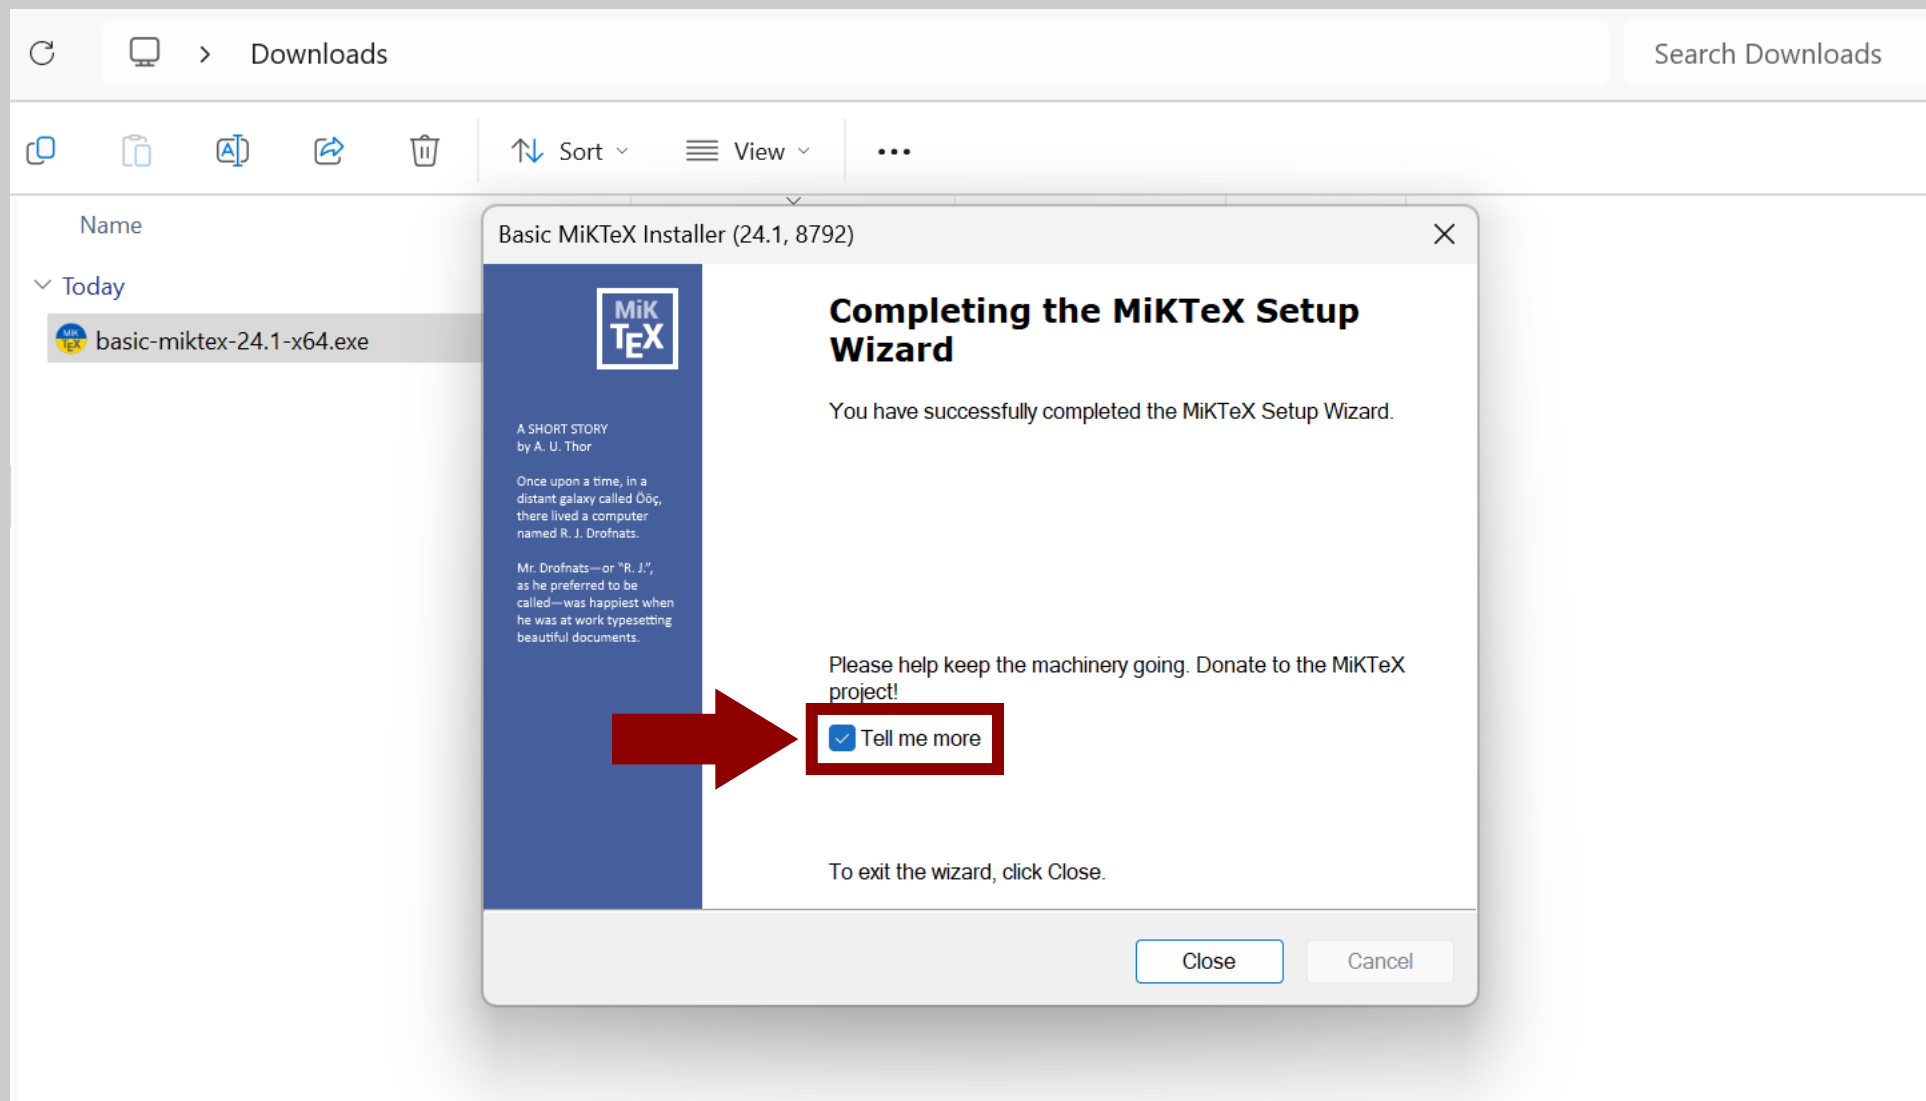 Downloads
Search Downloads
Sort
View
Name
Today
basic-miktex-24.1-x64.exe
Basic MiKTeX Installer (24.1, 8792)
MiK
TEX
A SHORT STORY
by A. U. Thor
Once upon a time, in a
distant galaxy called Ööç,
there lived a computer
named R. J. Drofnats.
Mr. Drofnats—or “R. J.”,
as he preferred to be
called—was happiest when
he was at work typesetting
beautiful documents.
Completing the MiKTeX Setup
Wizard
You have successfully completed the MiKTeX Setup Wizard.
Please help keep the machinery going. Donate to the MiKTeX
project!
Tell me more
To exit the wizard, click Close.
Close
Cancel